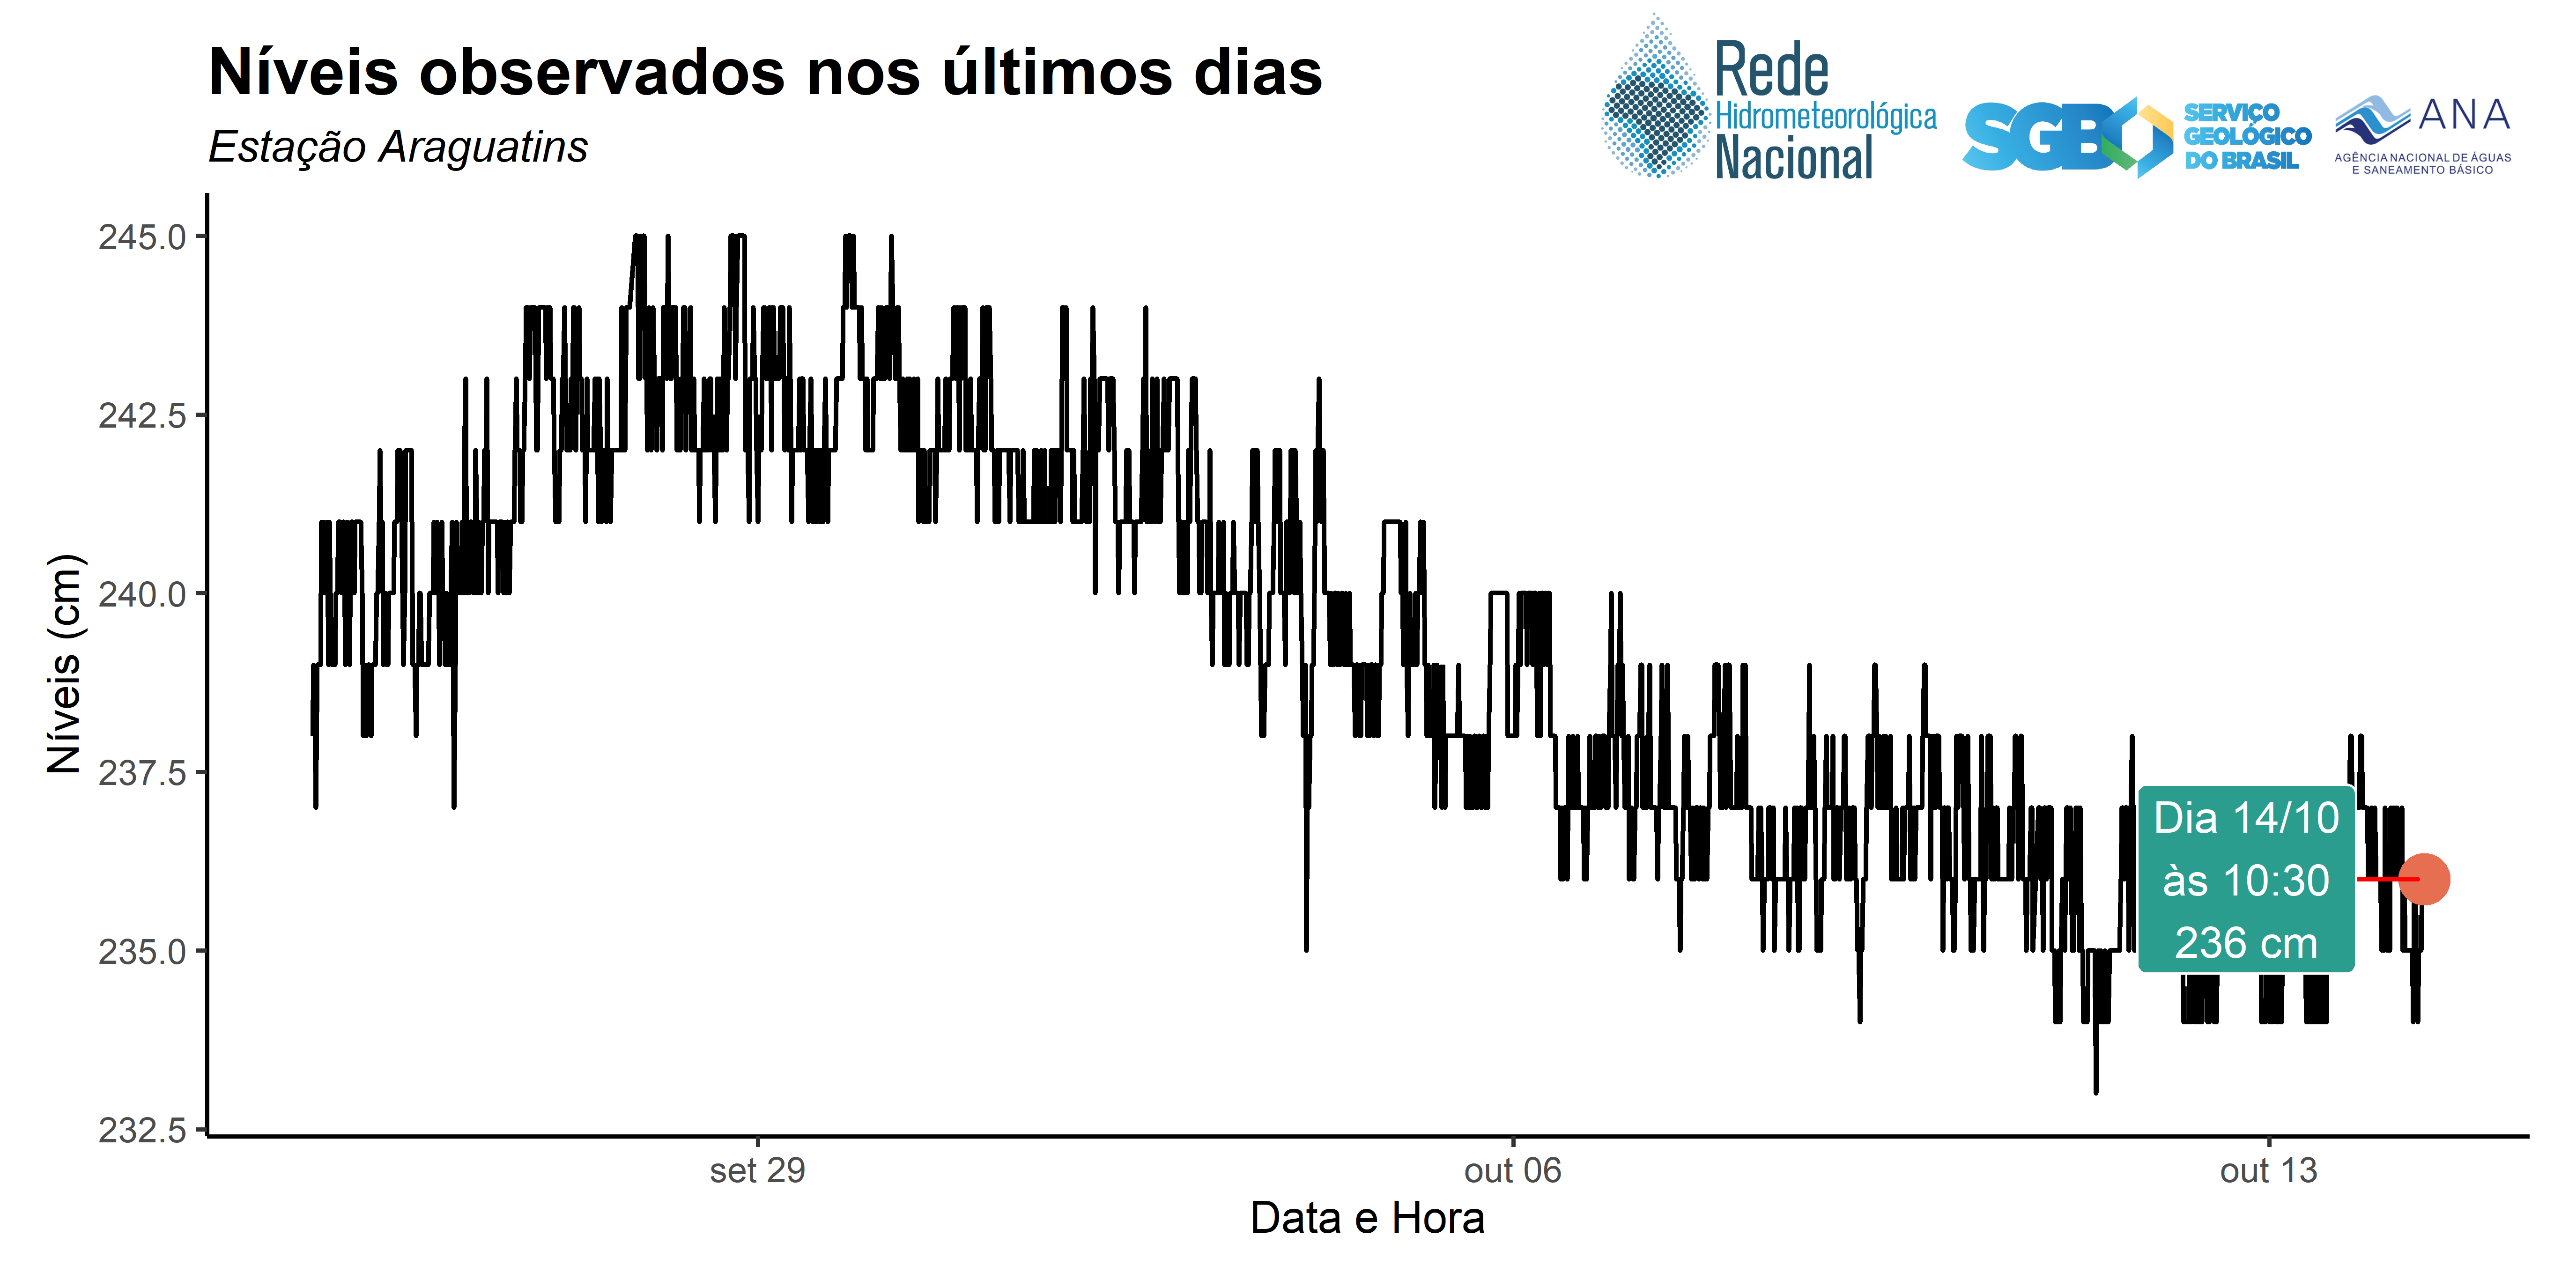 Níveis observados nos últimos dias
Estação Araguatins
Rede
Hidrometeorológica
Nacional
SGB
SERVIÇO
GEOLÓGICO
DO BRASIL
ANA
AGÊNCIA NACIONAL DE ÁGUAS
E SANEAMENTO BÁSICO
Níveis (cm)
245.0
242.5
240.0
237.5
235.0
232.5
Dia 14/10
às 10:30
236 cm
set 29
out 06
out 13
Data e Hora